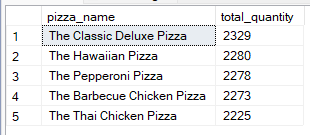 pizza_name total_quantity
1 The Classic Deluxe Pizza 2329
2 The Hawaiian Pizza 2280
3 The Pepperoni Pizza 2278
4 The Barbecue Chicken Pizza 2273
5 The Thai Chicken Pizza 2225